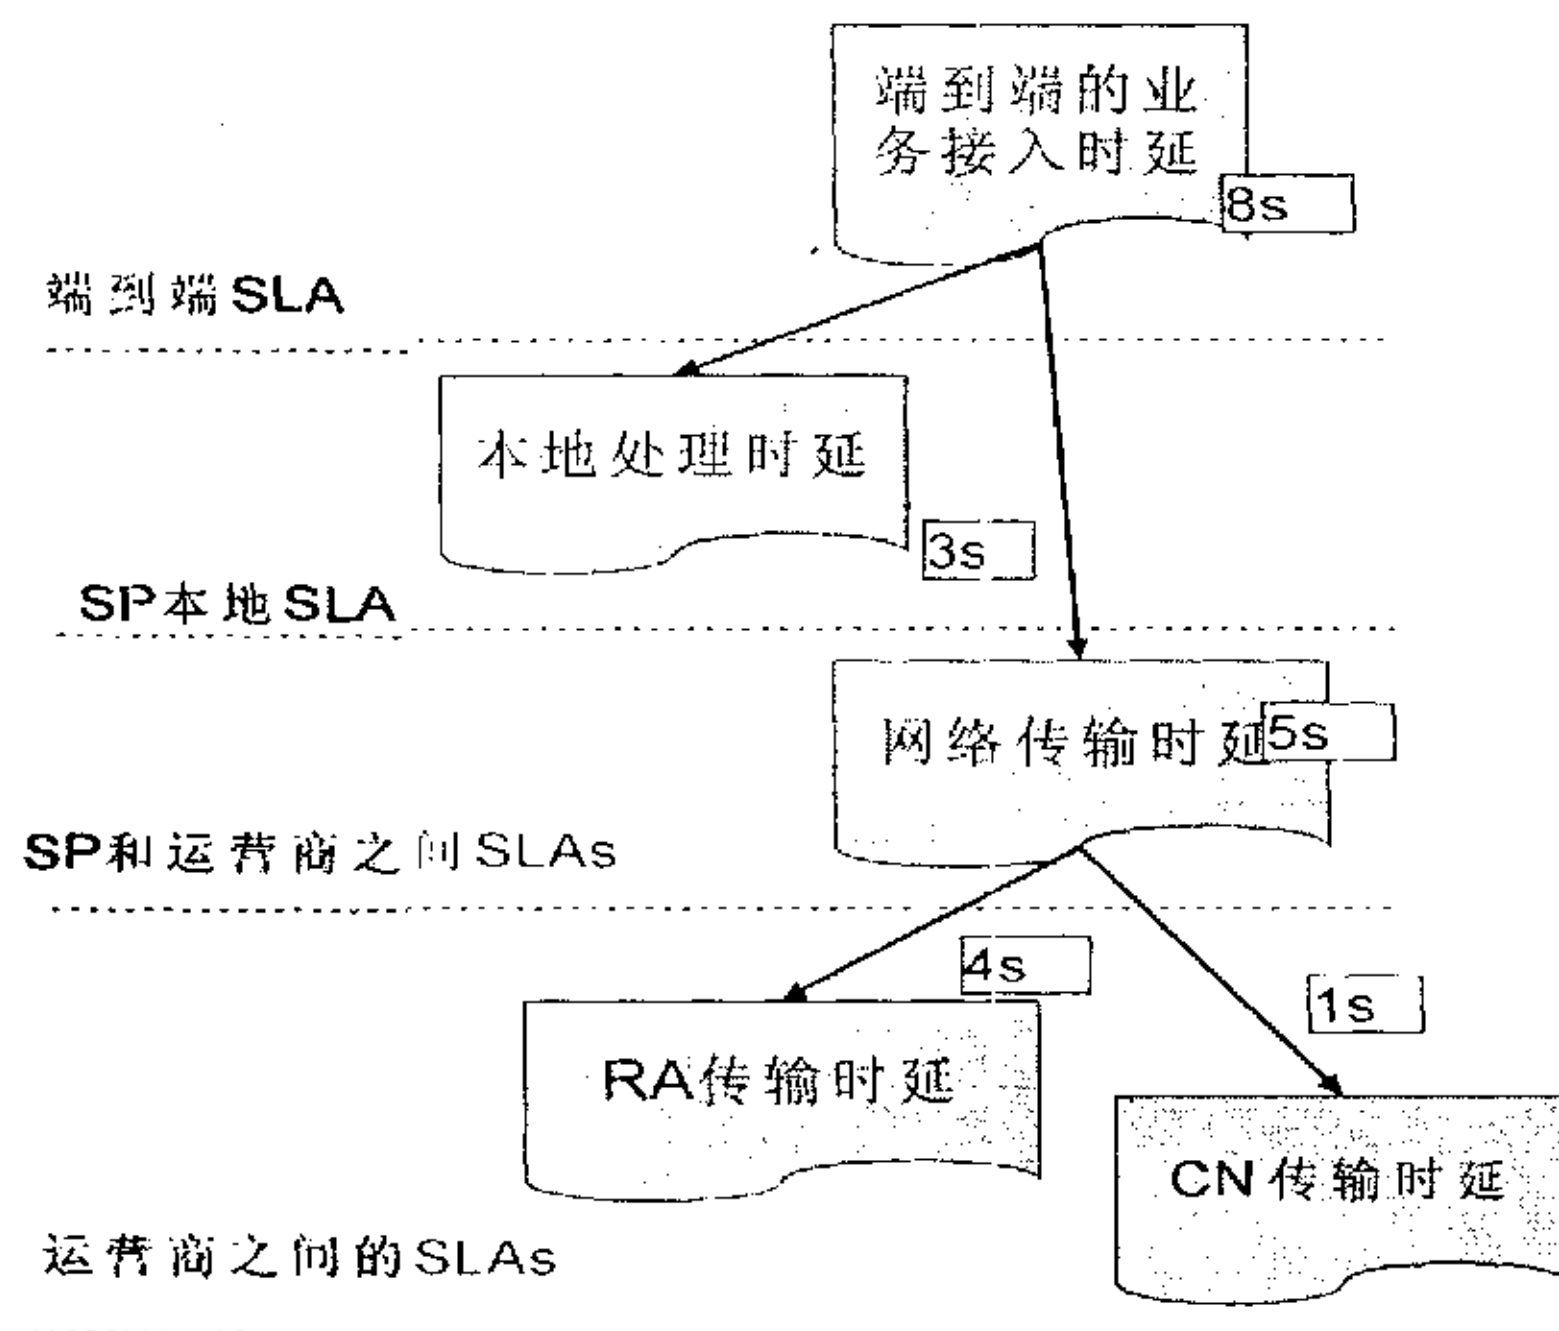 端到端的业
务接入时延
8s
端到端SLA
本地处理时延
3s
SP本地SLA
网络传输时延
5s
SP和运营商之间SLAs
4s
1s
RA传输时延
CN传输时延
运营商之间的SLAs